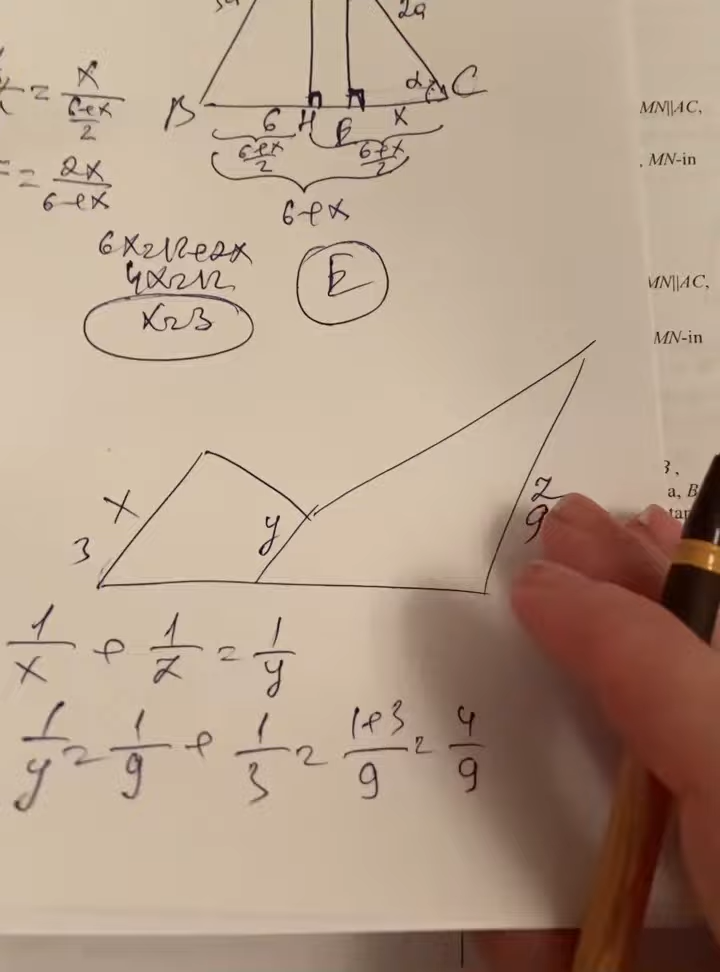 2a
B
C
α
6
H
E
x
6+x/2
6+x/2
6+x
= x / (6+x)/2
= 2x / 6+x
6x=12+2x
4x=12
x=3
E
x
3
y
z
9
1/x + 1/z = 1/y
1/y = 1/9 + 1/3 = 1+3/9 = 4/9
MN||AC,
, MN-in
MN||AC,
MN-in
a, B